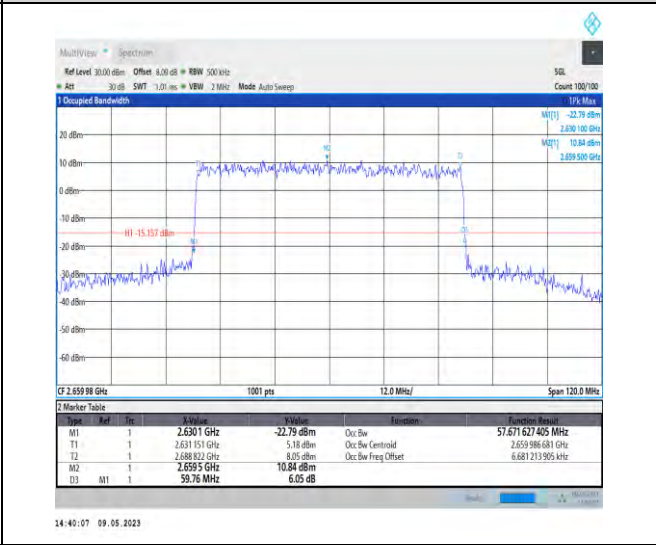 MultiView Spectrum
Ref Level 30.00 dBm Offset 8.00 dB RBW 500 kHz SGL
Att 30 dB SWT 1.01 ms VBW 2 MHz Mode Auto Sweep Count 100/100
1 Occupied Bandwidth 1Pk Max
M1[1] -22.79 dBm
2.630 100 GHz
M2[1] 10.84 dBm
2.659 500 GHz
20 dBm
M2
10 dBm
0 dBm
-10 dBm
H1 -15.157 dBm
-20 dBm
M1
-30 dBm
-40 dBm
-50 dBm
-60 dBm
CF 2.659 98 GHz 1001 pts 12.0 MHz/ Span 120.0 MHz
2 Marker Table
Type Ref Trc X-Value Y-Value Function Function Result
M1 1 2.6301 GHz -22.79 dBm Occ Bw 57.671 627 405 MHz
T1 1 2.631 151 GHz 5.18 dBm Occ Bw Centroid 2.659 986 681 GHz
T2 1 2.688 822 GHz 8.05 dBm Occ Bw Freq Offset 6.681 213 905 kHz
M2 1 2.6595 GHz 10.84 dBm
D3 M1 1 59.76 MHz 6.05 dB
14:40:07 09.05.2023